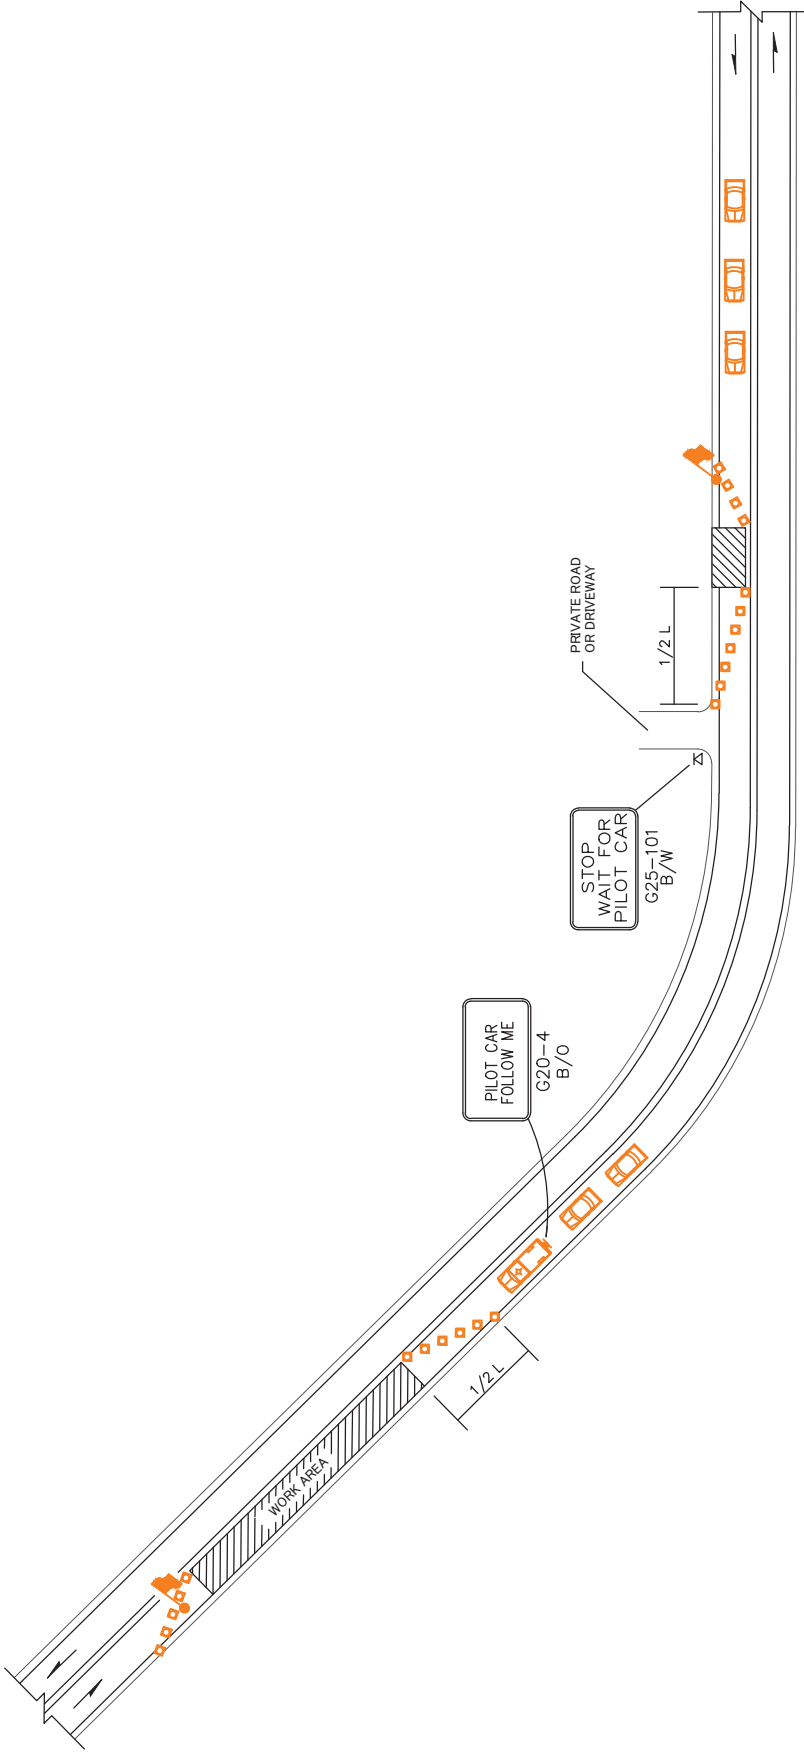 PRIVATE ROAD
OR DRIVEWAY
1/2 L
STOP
WAIT FOR
PILOT CAR
G25-101
B/W
PILOT CAR
FOLLOW ME
G20-4
B/O
1/2 L
WORK AREA